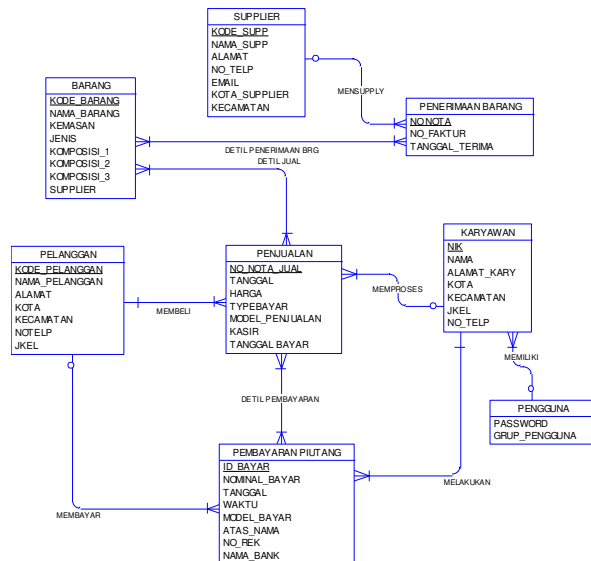 SUPPLIER
KODE_SUPP
NAMA_SUPP
ALAMAT
NO_TELP
EMAIL
KOTA_SUPPLIER
KECAMATAN
MENSUPPLY
BARANG
KODE_BARANG
NAMA_BARANG
KEMASAN
JENIS
KOMPOSISI_1
KOMPOSISI_2
KOMPOSISI_3
SUPPLIER
PENERIMAAN BARANG
NONOTA
NO_FAKTUR
TANGGAL_TERIMA
DETIL PENERIMAAN BRG
DETIL JUAL
PELANGGAN
KODE_PELANGGAN
NAMA_PELANGGAN
ALAMAT
KOTA
KECAMATAN
NOTELP
JKEL
MEMBELI
PENJUALAN
NO_NOTA_JUAL
TANGGAL
HARGA
TYPEBAYAR
MODEL_PENJUALAN
KASIR
TANGGAL BAYAR
MEMPROSES
KARYAWAN
NIK
NAMA
ALAMAT_KARY
KOTA
KECAMATAN
JKEL
NO_TELP
MEMILIKI
PENGGUNA
PASSWORD
GRUP_PENGGUNA
DETIL PEMBAYARAN
PEMBAYARAN PIUTANG
ID_BAYAR
NOMINAL_BAYAR
TANGGAL
WAKTU
MODEL_BAYAR
ATAS_NAMA
NO_REK
NAMA_BANK
MELAKUKAN
MEMBAYAR